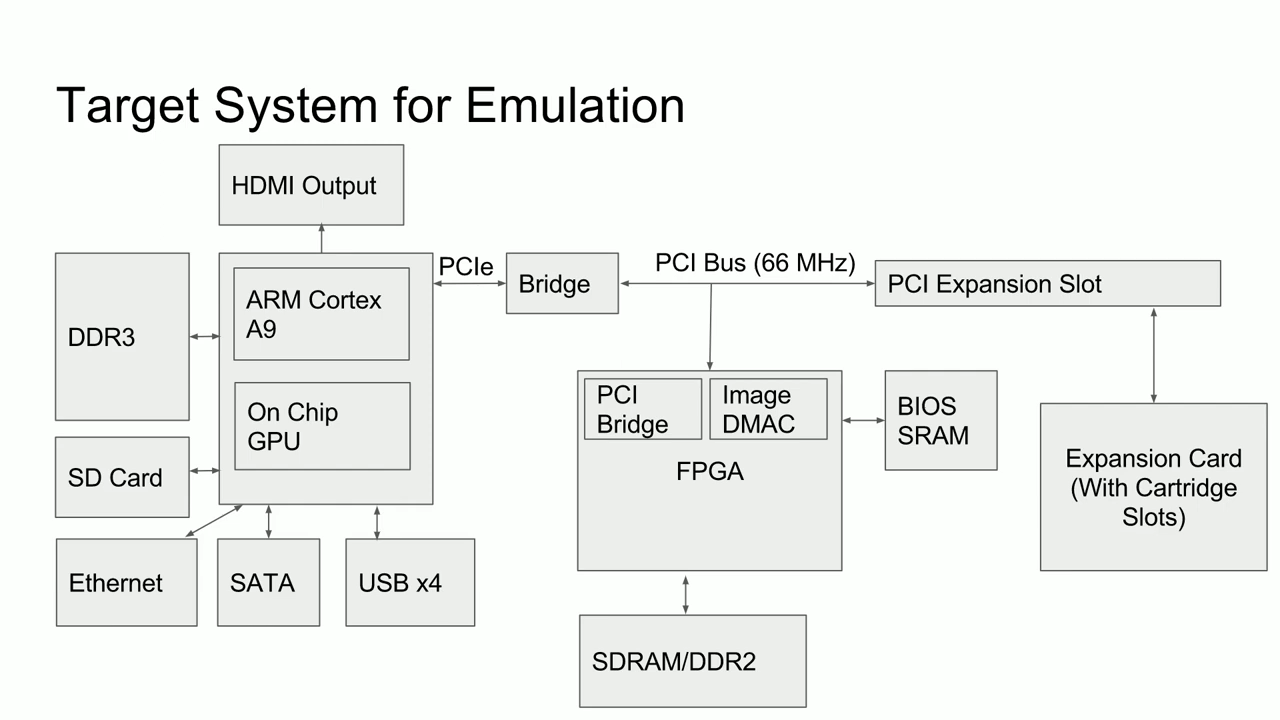 Target System for Emulation
HDMI Output
DDR3
ARM Cortex
A9
On Chip
GPU
SD Card
Ethernet
SATA
USB x4
PCIe
Bridge
PCI Bus (66 MHz)
PCI Expansion Slot
PCI
Bridge
Image
DMAC
FPGA
BIOS
SRAM
SDRAM/DDR2
Expansion Card
(With Cartridge
Slots)